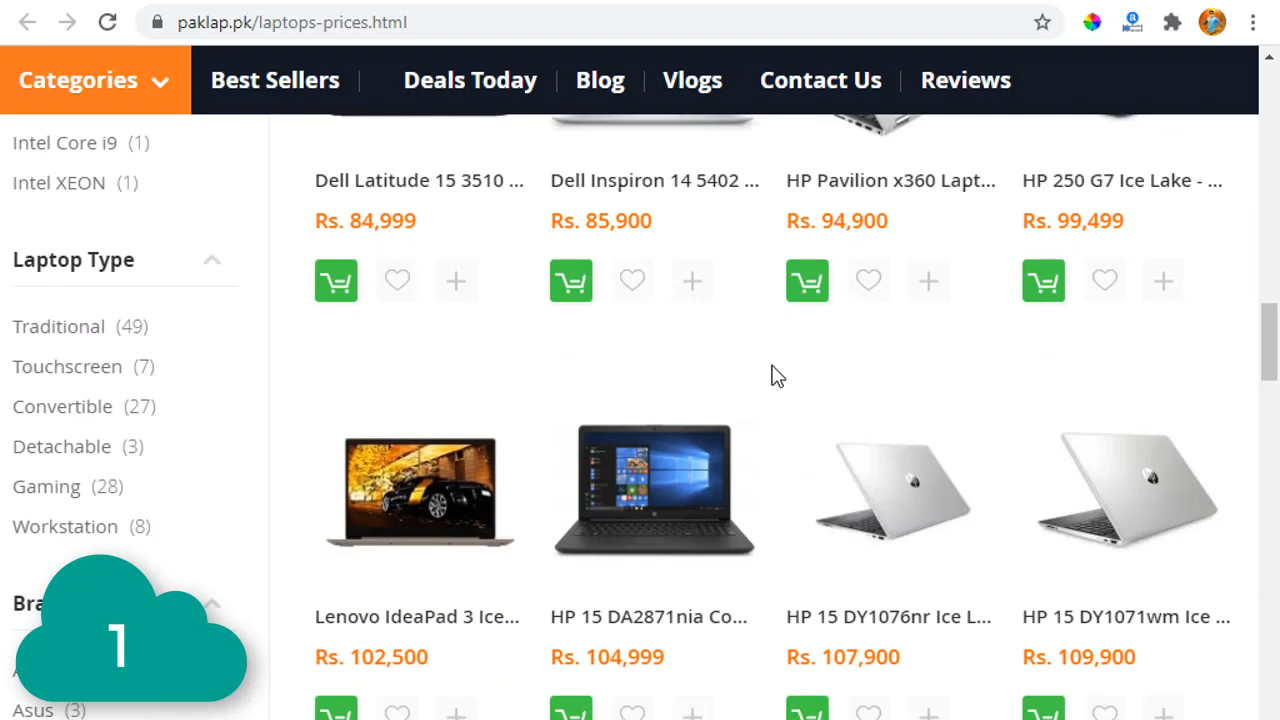 paklap.pk/laptops-prices.html
Categories Best Sellers Deals Today Blog Vlogs Contact Us Reviews
Intel Core i9 (1)
Intel XEON (1)
Laptop Type
Traditional (49)
Touchscreen (7)
Convertible (27)
Detachable (3)
Gaming (28)
Workstation (8)
Bra
Asus (3)
1
Dell Latitude 15 3510 ... Dell Inspiron 14 5402 ... HP Pavilion x360 Lapt... HP 250 G7 Ice Lake - ...
Rs. 84,999 Rs. 85,900 Rs. 94,900 Rs. 99,499
Lenovo IdeaPad 3 Ice... HP 15 DA2871nia Co... HP 15 DY1076nr Ice L... HP 15 DY1071wm Ice ...
Rs. 102,500 Rs. 104,999 Rs. 107,900 Rs. 109,900